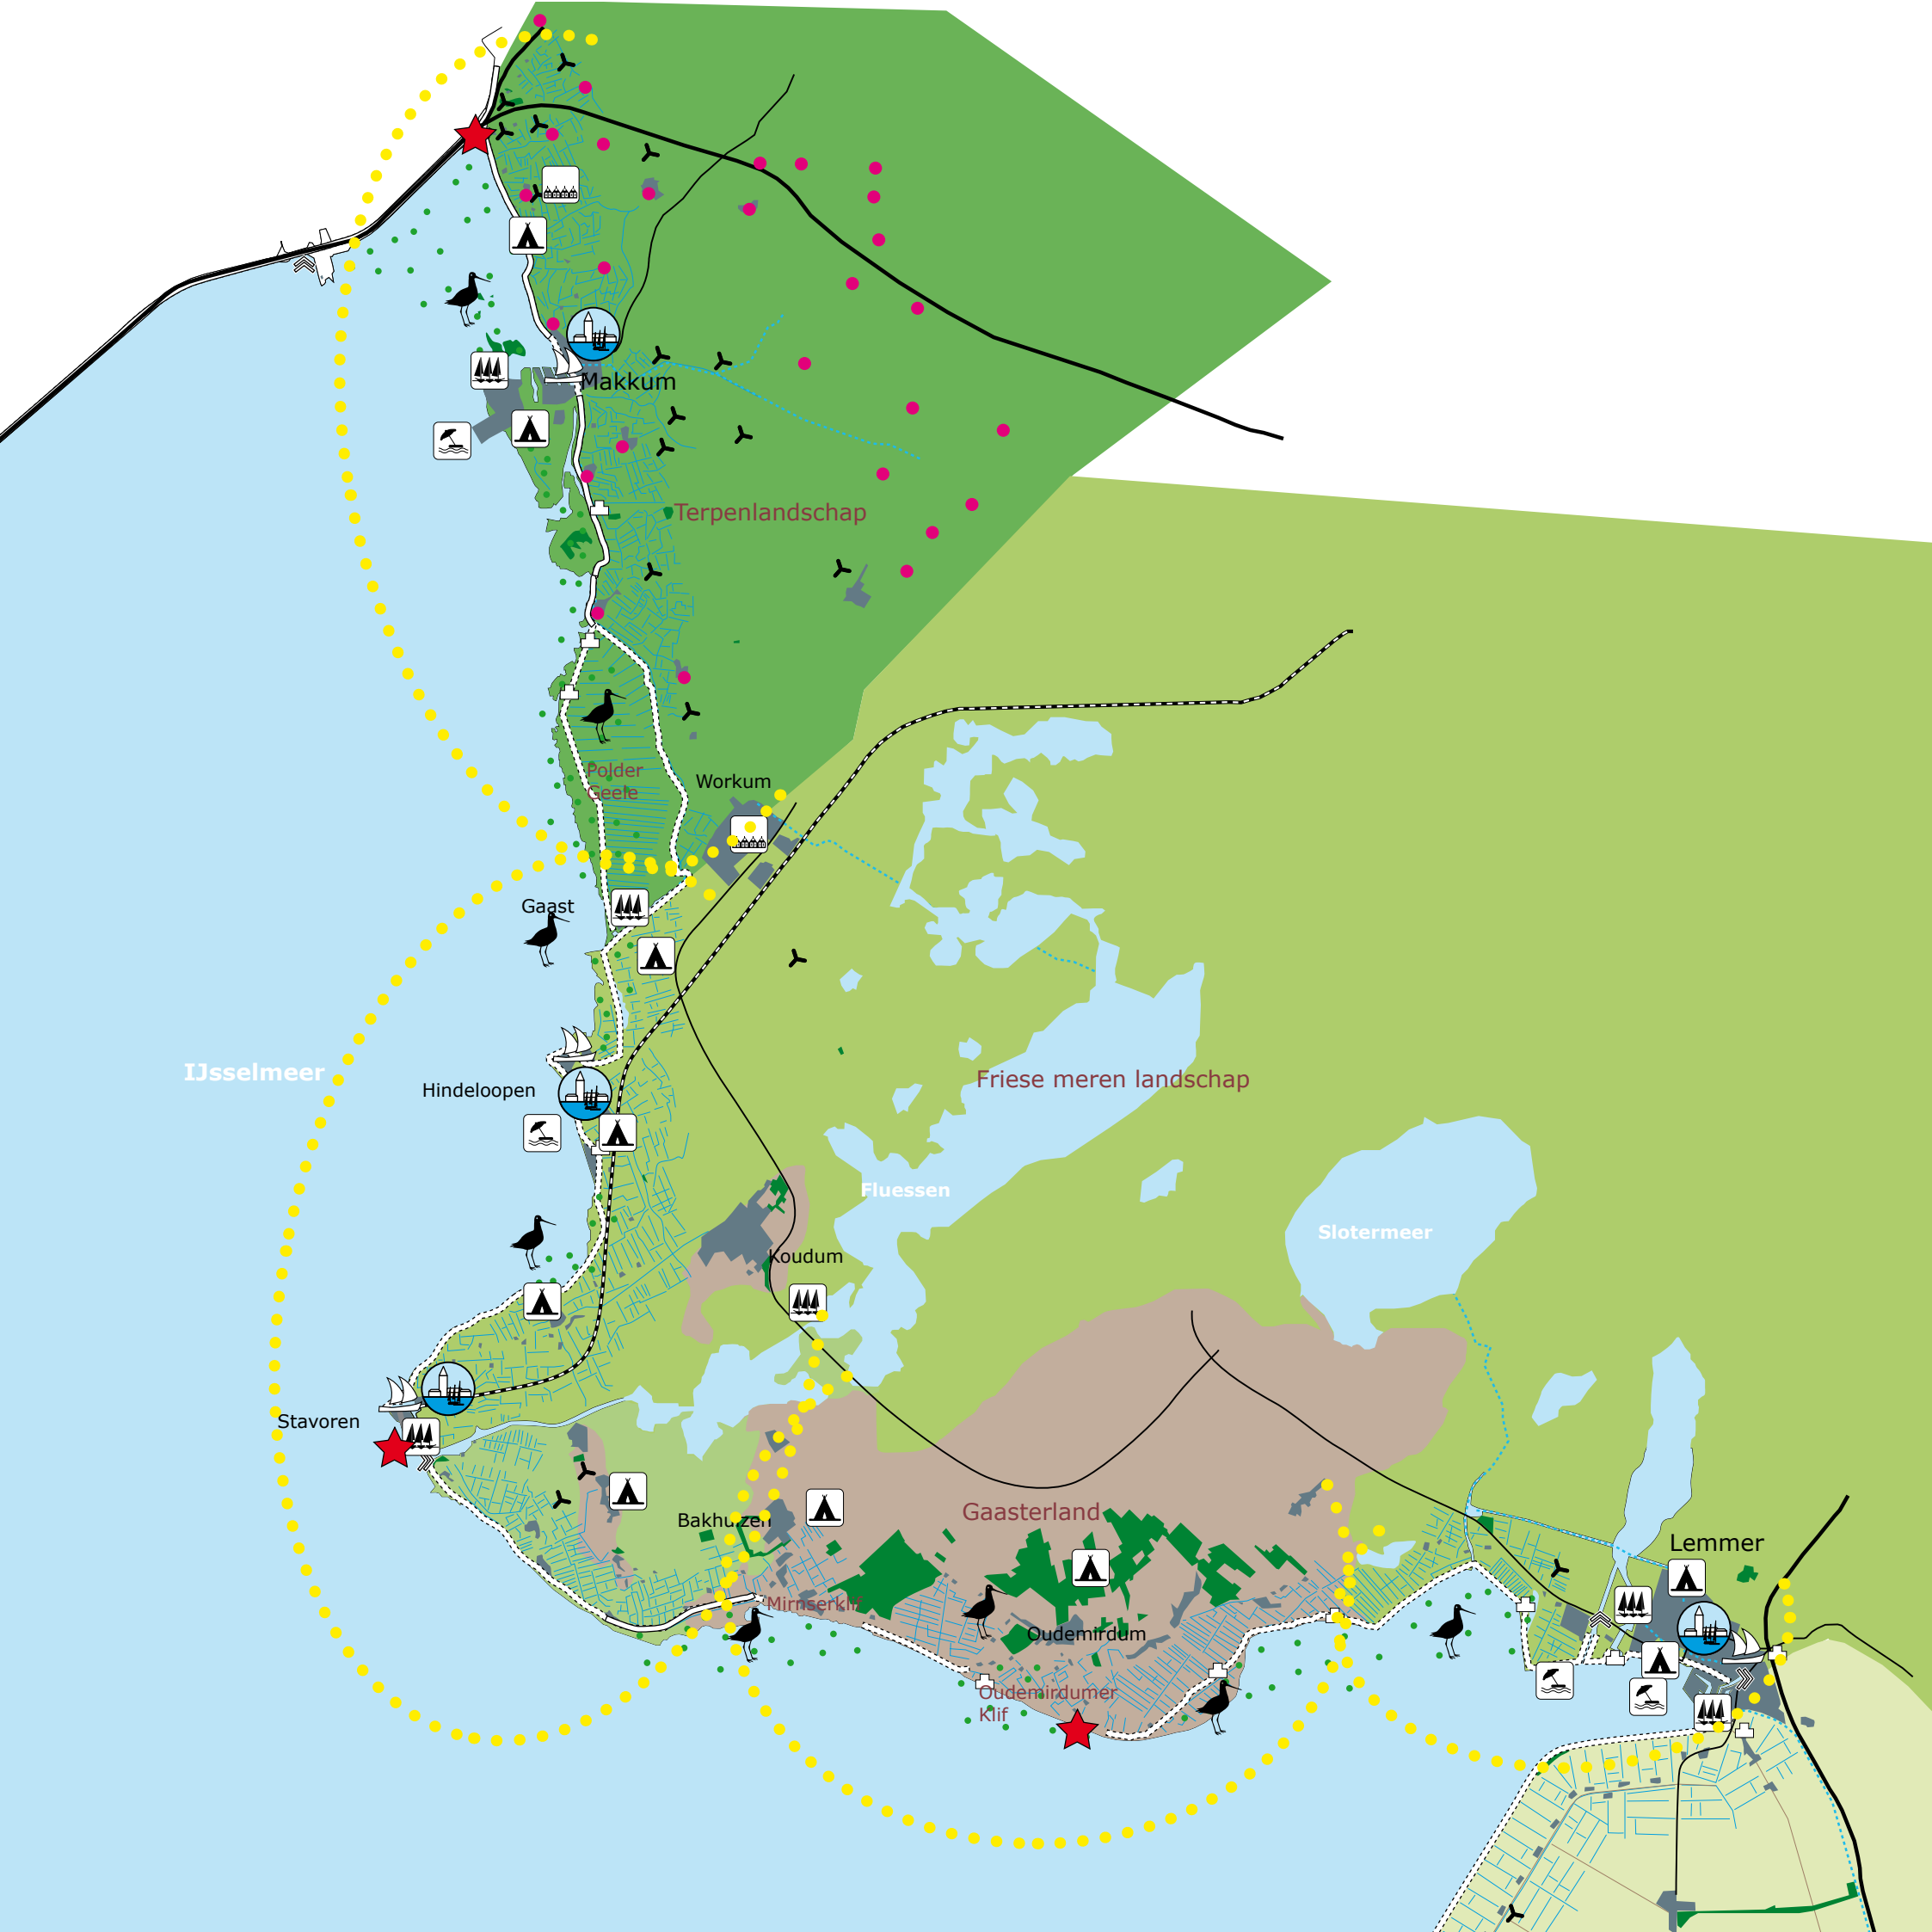 Makkum
Terpenlandschap
Polder
Geele
Workum
Gaast
IJsselmeer
Hindeloopen
Friese meren landschap
Fluessen
Slotermeer
Koudum
Stavoren
Bakhuizen
Gaasterland
Lemmer
Mirnserklif
Oudemirdum
Oudemirdumer
Klif